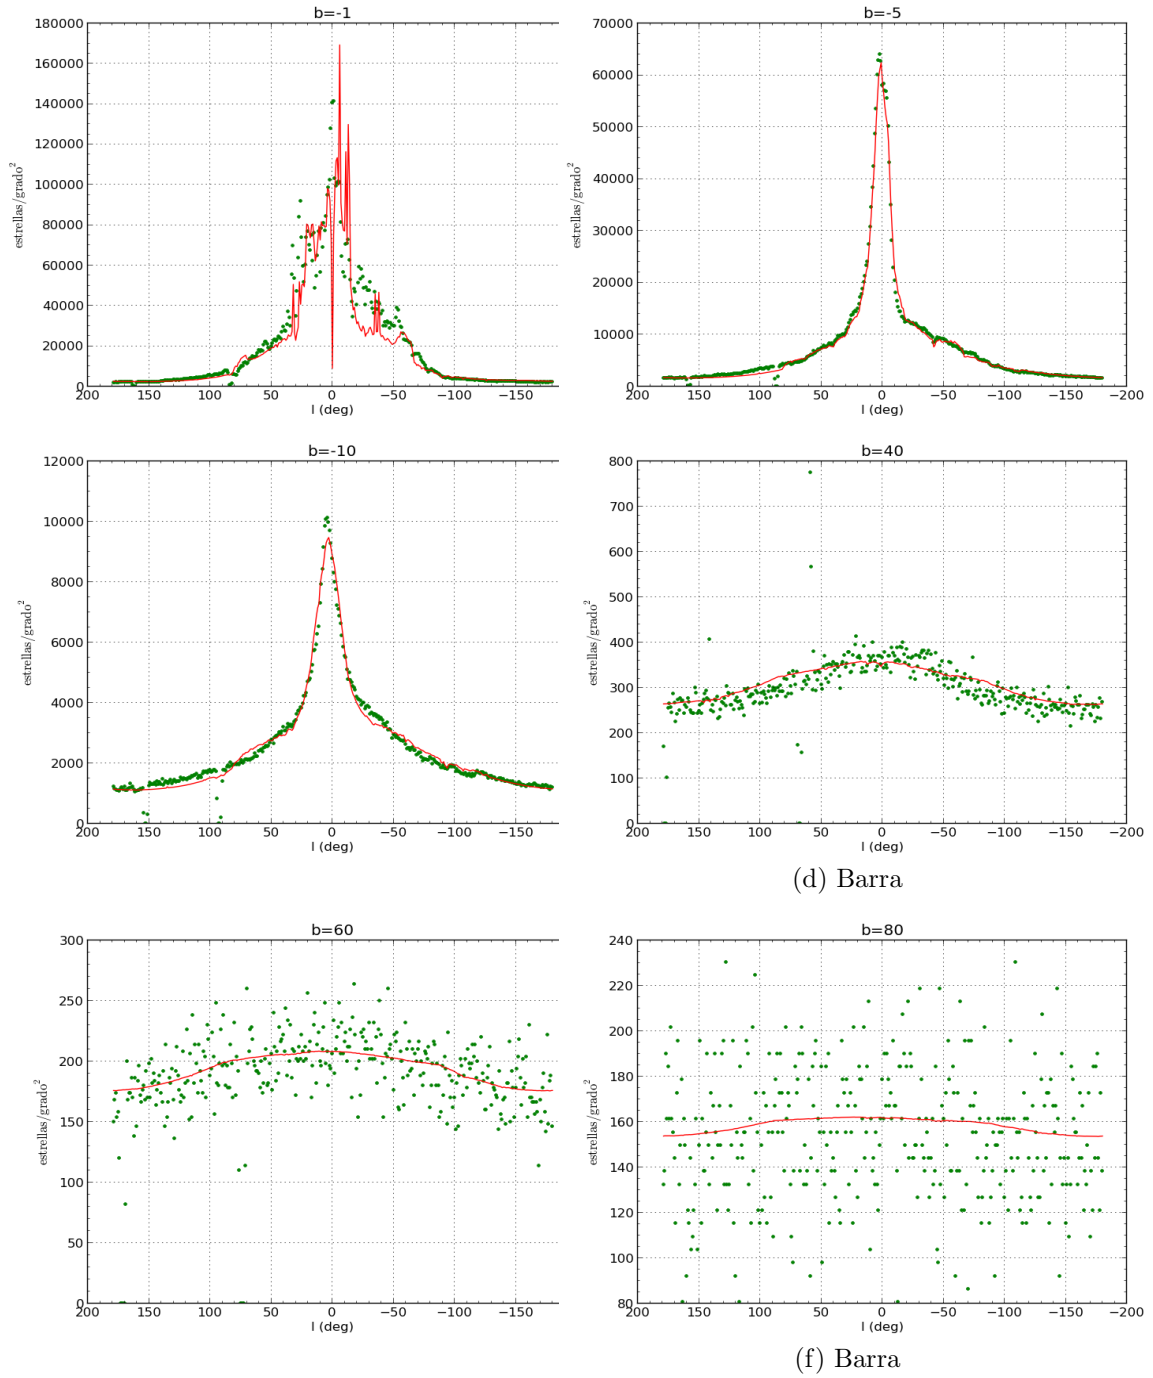 b=-1
180000
160000
140000
120000
100000
80000
60000
40000
20000
0
estrellas/grado²
200 150 100 50 0 −50 −100 −150
l (deg)
b=-5
70000
60000
50000
40000
30000
20000
10000
0
estrellas/grado²
200 150 100 50 0 −50 −100 −150 −200
l (deg)
b=-10
12000
10000
8000
6000
4000
2000
0
estrellas/grado²
200 150 100 50 0 −50 −100 −150
l (deg)
b=40
800
700
600
500
400
300
200
100
0
estrellas/grado²
200 150 100 50 0 −50 −100 −150 −200
l (deg)
(d) Barra
b=60
300
250
200
150
100
50
0
estrellas/grado²
200 150 100 50 0 −50 −100 −150
l (deg)
b=80
240
220
200
180
160
140
120
100
80
estrellas/grado²
200 150 100 50 0 −50 −100 −150 −200
l (deg)
(f) Barra